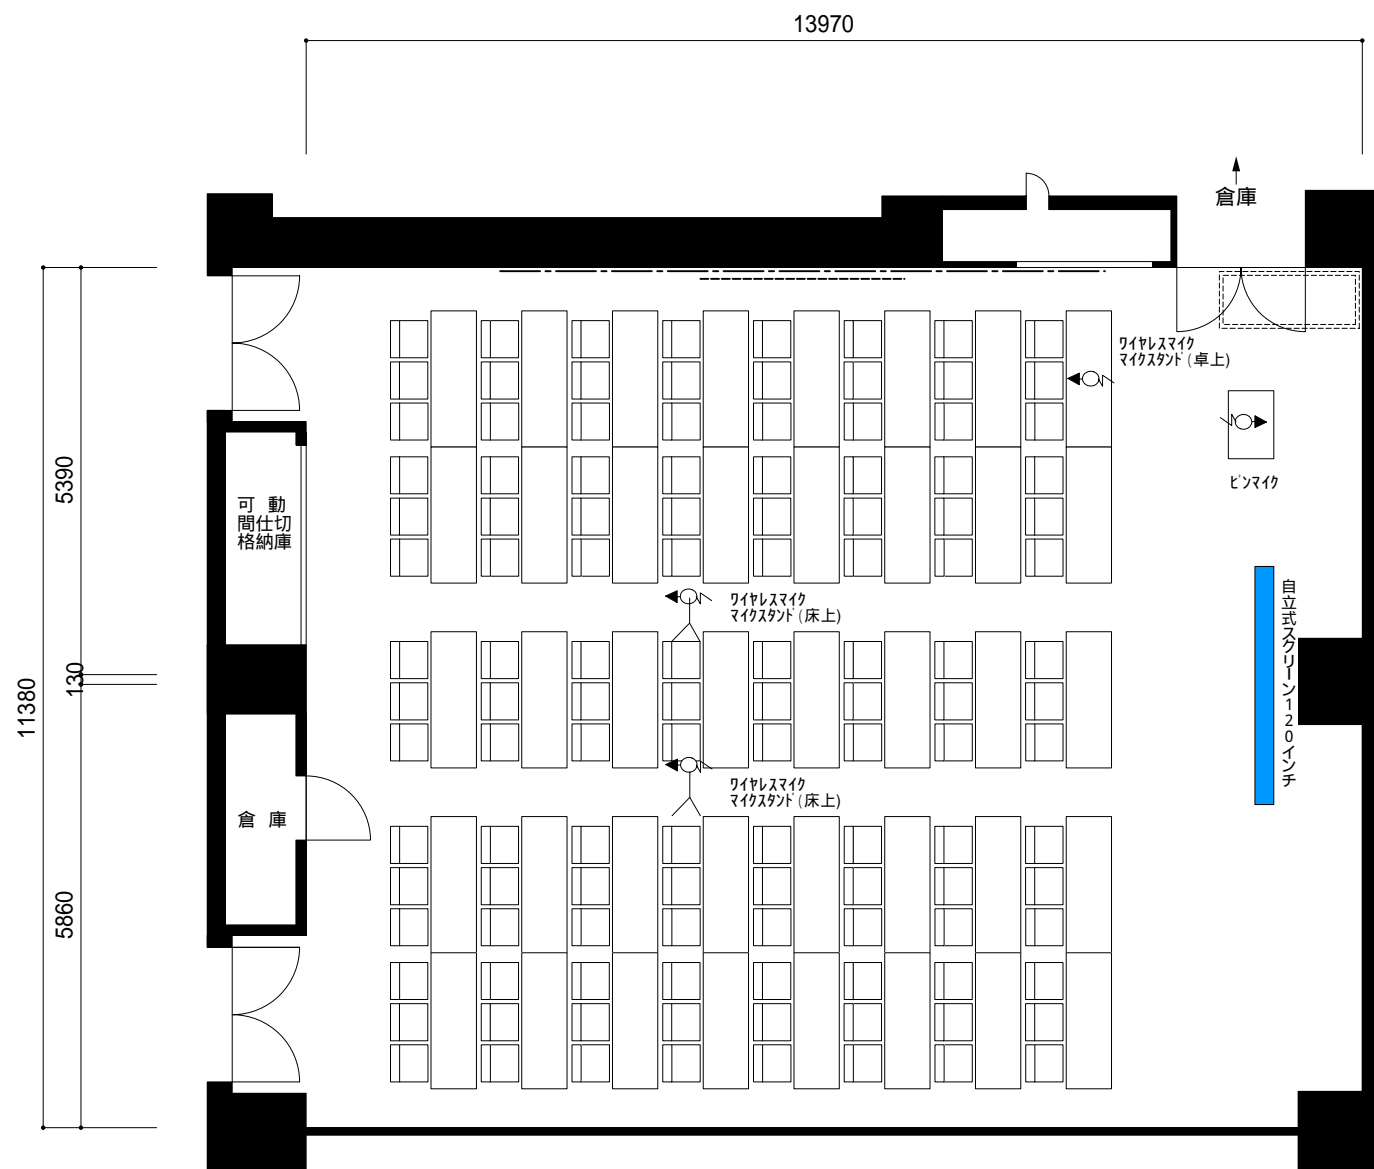 13970
倉庫
ワイヤレスマイク
マイクスタンド(卓上)
ピンマイク
5390
可 動
間仕切
格納庫
ワイヤレスマイク
マイクスタンド(床上)
自立式スクリーン120インチ
130
11380
ワイヤレスマイク
マイクスタンド(床上)
倉 庫
5860